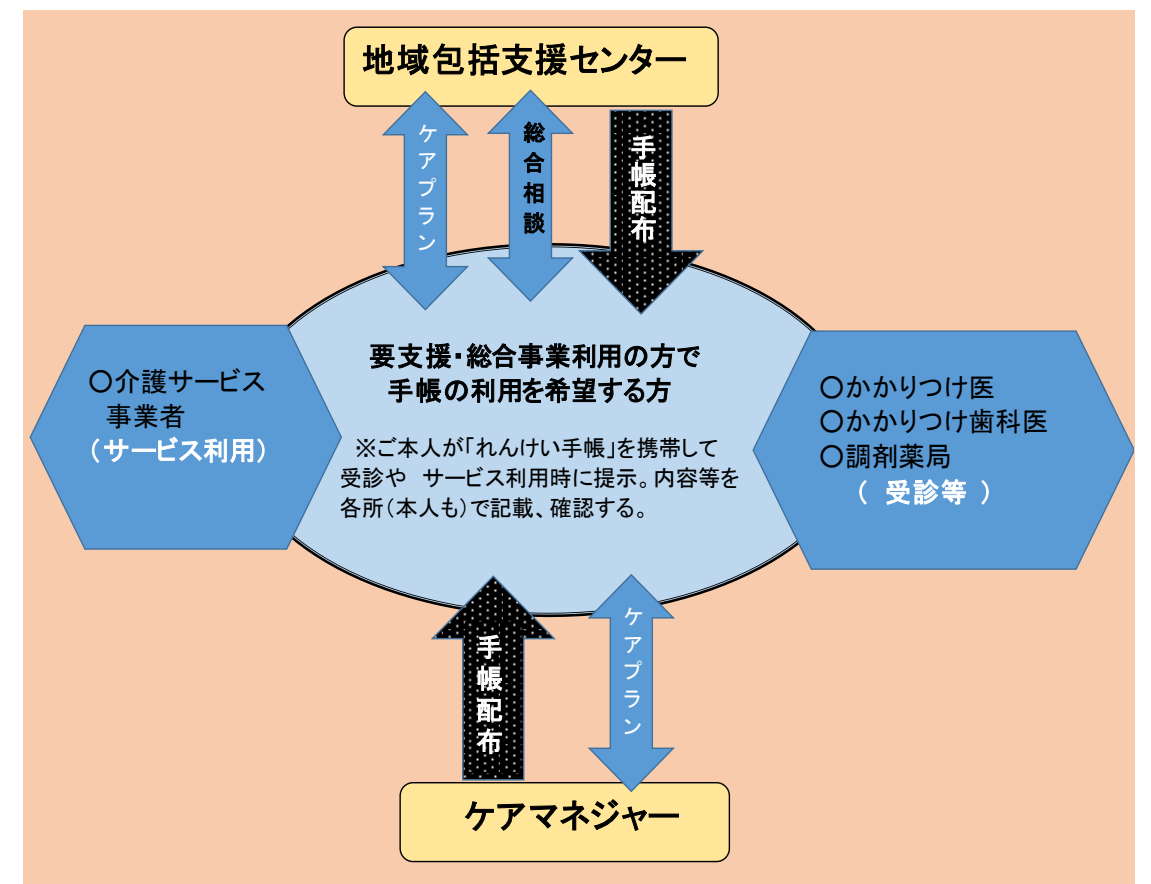 地域包括支援センター
ケアプラン
総合相談
手帳配布
要支援・総合事業利用の方で
手帳の利用を希望する方
※ご本人が「れんけい手帳」を携帯して
受診や　サービス利用時に提示。内容等を
各所（本人も）で記載、確認する。
〇介護サービス
事業者
（サービス利用）
〇かかりつけ医
〇かかりつけ歯科医
〇調剤薬局
（　受診等　）
手帳配布
ケアプラン
ケアマネジャー